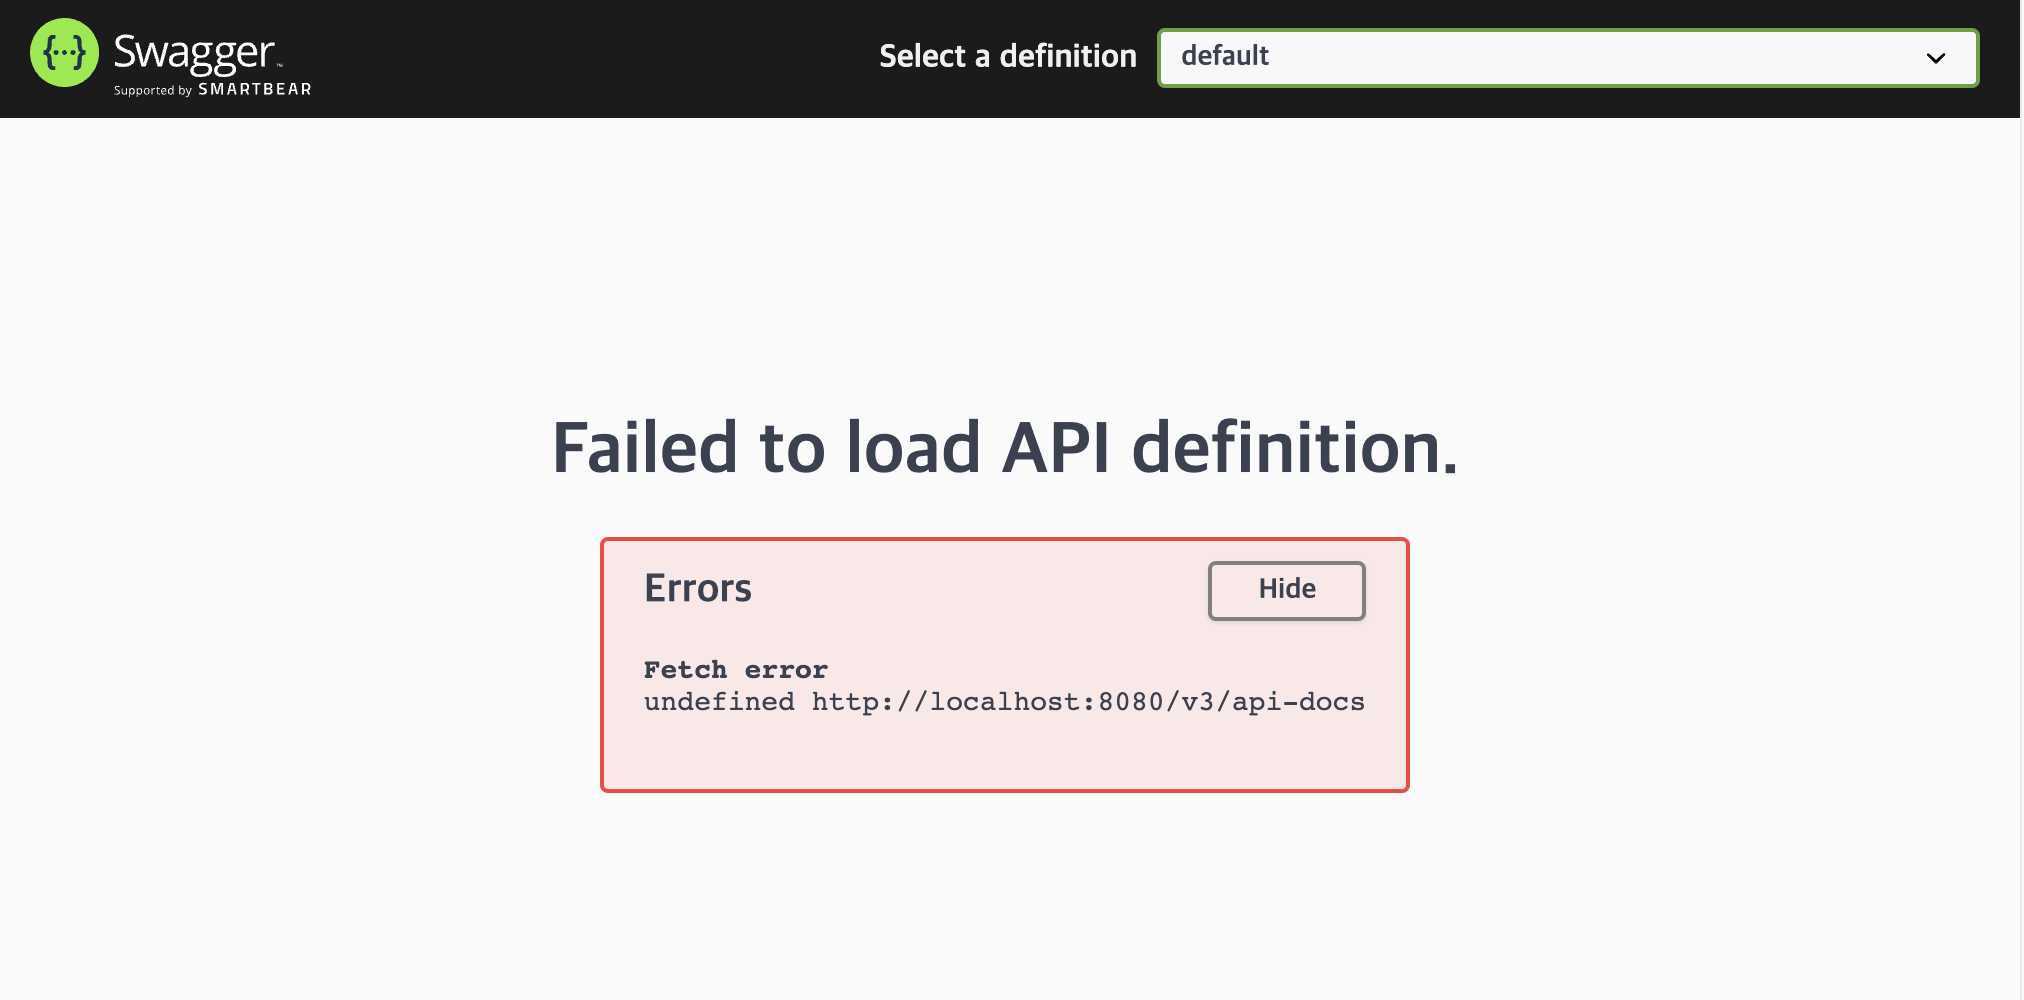 {...} Swagger™
Supported by SMARTBEAR
Select a definition
default
Failed to load API definition.
Errors
Hide
Fetch error
undefined http://localhost:8080/v3/api-docs